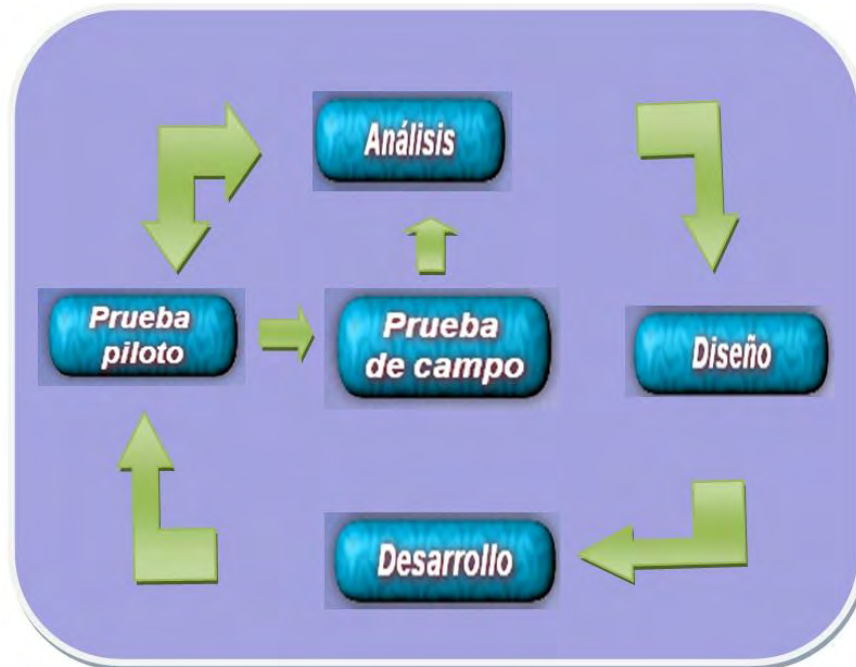 Análisis
Prueba
piloto
Prueba
de campo
Diseño
Desarrollo